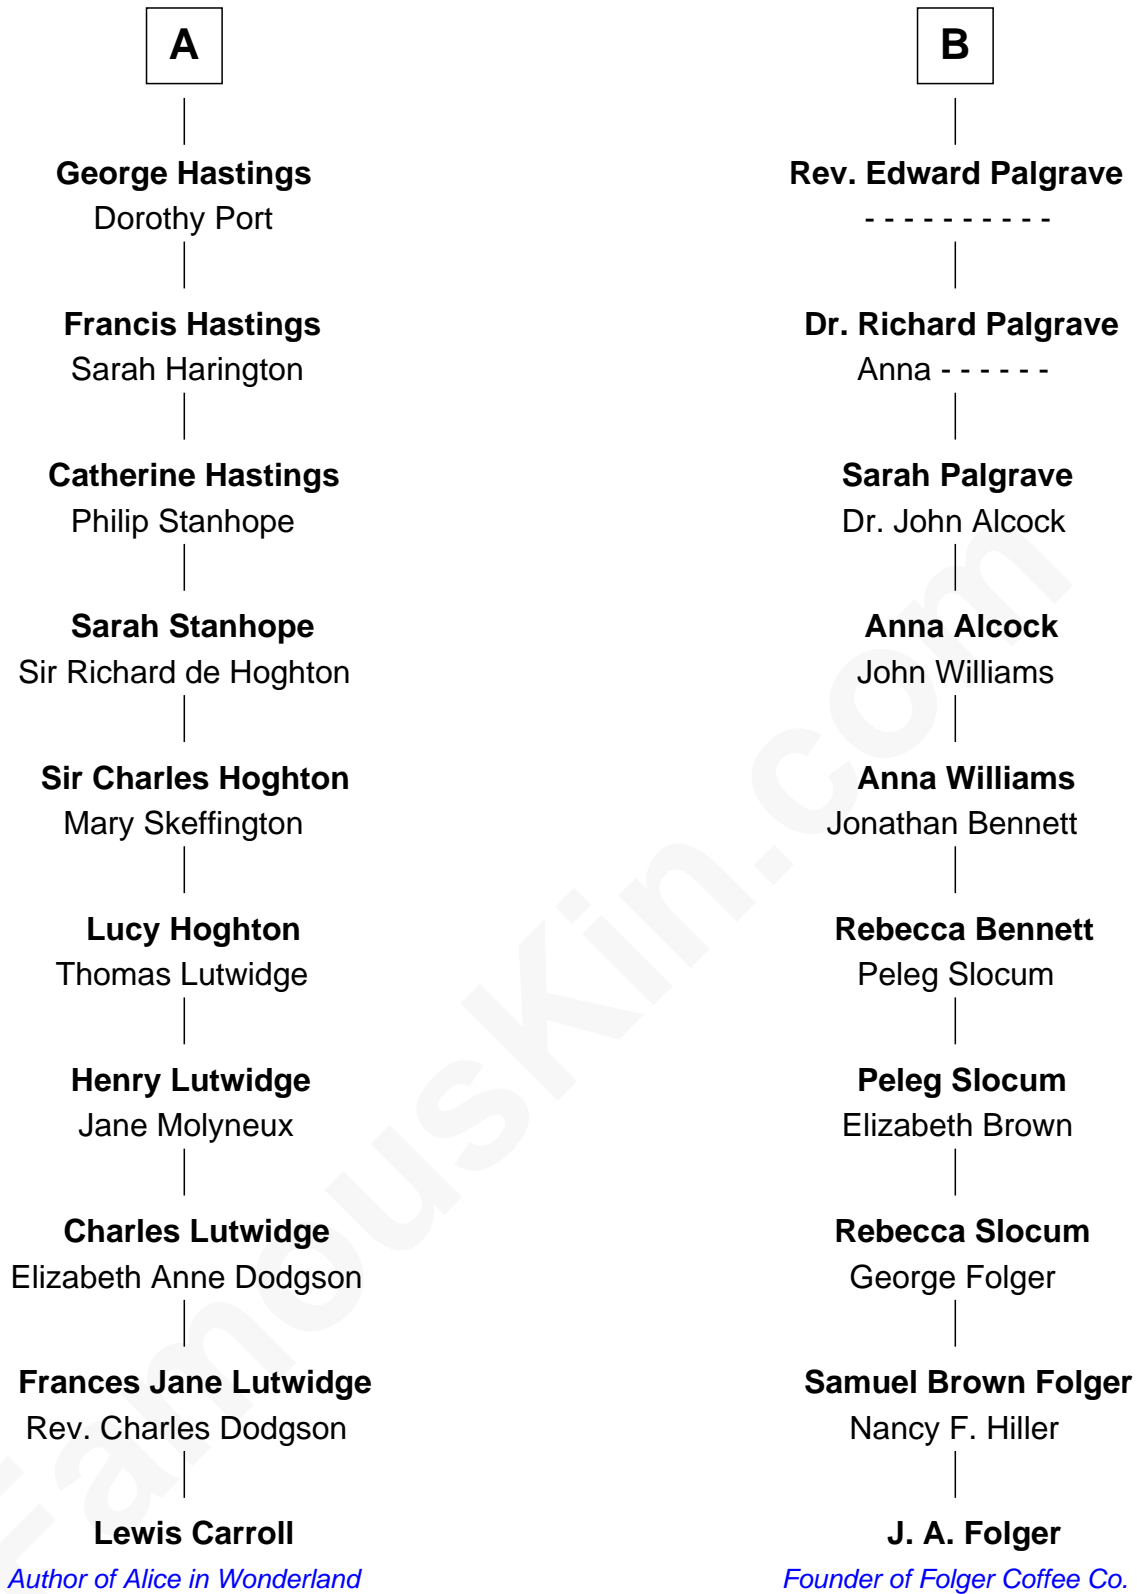 A
George Hastings
Dorothy Port
Francis Hastings
Sarah Harington
Catherine Hastings
Philip Stanhope
Sarah Stanhope
Sir Richard de Hoghton
Sir Charles Hoghton
Mary Skeffington
Lucy Hoghton
Thomas Lutwidge
Henry Lutwidge
Jane Molyneux
Charles Lutwidge
Elizabeth Anne Dodgson
Frances Jane Lutwidge
Rev. Charles Dodgson
Lewis Carroll
Author of Alice in Wonderland
B
Rev. Edward Palgrave
- - - - - - - - - -
Dr. Richard Palgrave
Anna - - - - - -
Sarah Palgrave
Dr. John Alcock
Anna Alcock
John Williams
Anna Williams
Jonathan Bennett
Rebecca Bennett
Peleg Slocum
Peleg Slocum
Elizabeth Brown
Rebecca Slocum
George Folger
Samuel Brown Folger
Nancy F. Hiller
J. A. Folger
Founder of Folger Coffee Co.
FamousKin.com